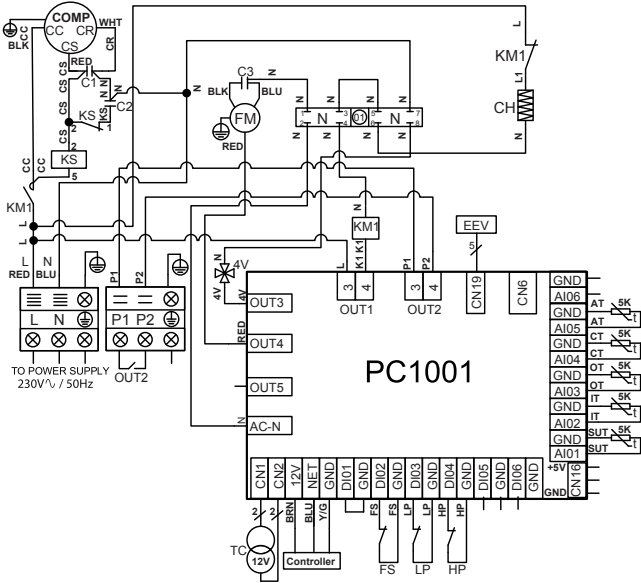 COMP
CC CR
CS
WHT
BLK
CC
CR
RED
C1
C2
CS
N
KS
KS
2
1
CS
2
KS
5
CC
CC
KM1
L
L
L N
RED BLU
L N
P1 P2
P1 P2
TO POWER SUPPLY
230V∿ / 50Hz
OUT2
C3
BLK BLU
FM
RED
N
N
N
N
N
1 3 5 7
N 01 N
2 4 6 8
N
N
N
N
L
KM1
L1
CH
N
N
4V
4V
N
KM1
K1 K1
L
P1
P2
EEV
5
3 4
OUT1
3 4
OUT2
CN19
CN6
4V
OUT3
RED
OUT4
OUT5
N
AC-N
PC1001
GND
AI06
GND
AI05
GND
AI04
GND
AI03
GND
AI02
GND
AI01
AT 5K
AT t
CT 5K
CT t
OT 5K
OT t
IT 5K
IT t
SUT 5K
SUT t
+5V
GND
CN16
CN1 CN2 12V NET GND DI01 GND DI02 GND DI03 GND DI04 GND DI05 GND DI06 GND
2 2 BRN BLU Y/G FS FS LP LP HP HP
TC
12V
Controller
FS LP HP